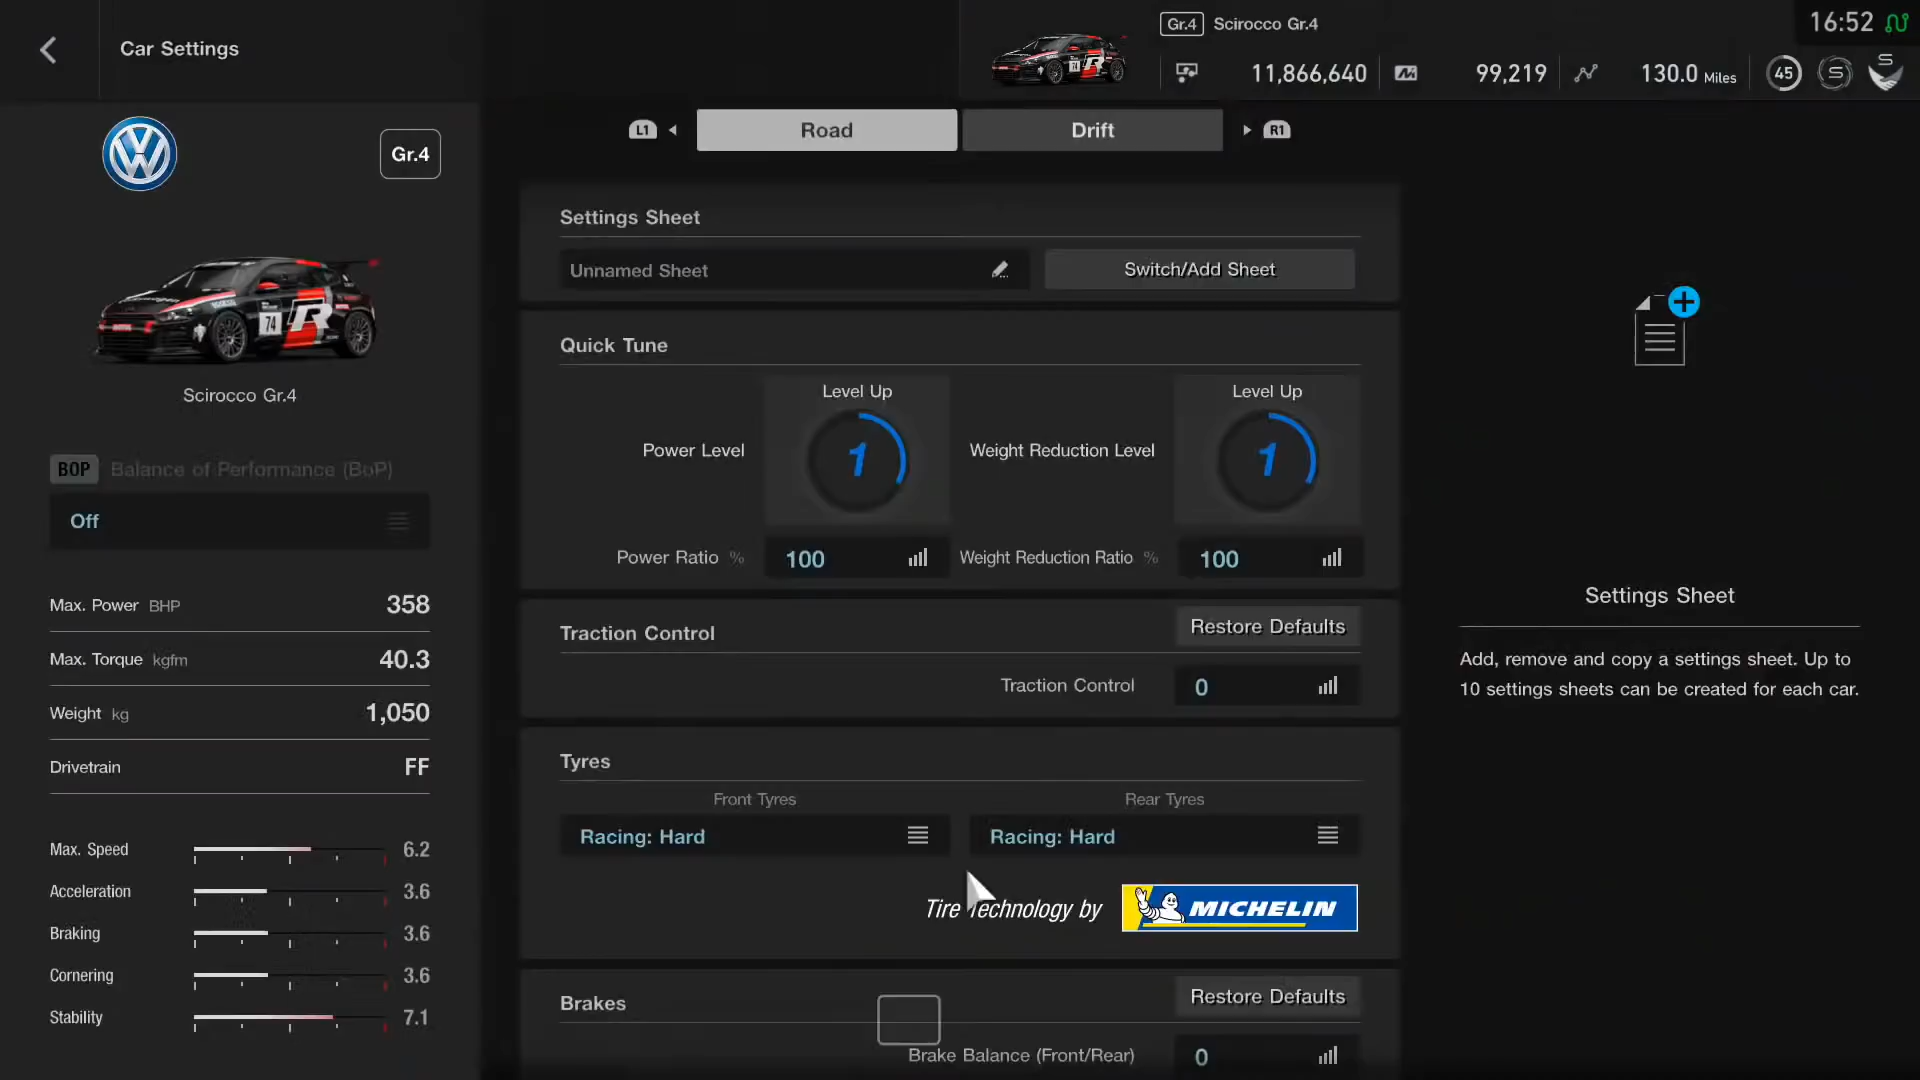 Car Settings
Gr.4 Scirocco Gr.4
16:52
11,866,640
99,219
130.0 Miles
45
S
S
L1
Road
Drift
R1
Gr.4
74
R
Scirocco Gr.4
BOP Balance of Performance (BoP)
Off
Max. Power BHP 358
Max. Torque kgfm 40.3
Weight kg 1,050
Drivetrain FF
Max. Speed 6.2
Acceleration 3.6
Braking 3.6
Cornering 3.6
Stability 7.1
Settings Sheet
Unnamed Sheet
Switch/Add Sheet
Quick Tune
Level Up
Level Up
Power Level 1
Weight Reduction Level 1
Power Ratio % 100
Weight Reduction Ratio % 100
Traction Control
Restore Defaults
Traction Control 0
Tyres
Front Tyres
Rear Tyres
Racing: Hard
Racing: Hard
Tire Technology by MICHELIN
Brakes
Restore Defaults
Brake Balance (Front/Rear) 0
Settings Sheet
Add, remove and copy a settings sheet. Up to
10 settings sheets can be created for each car.